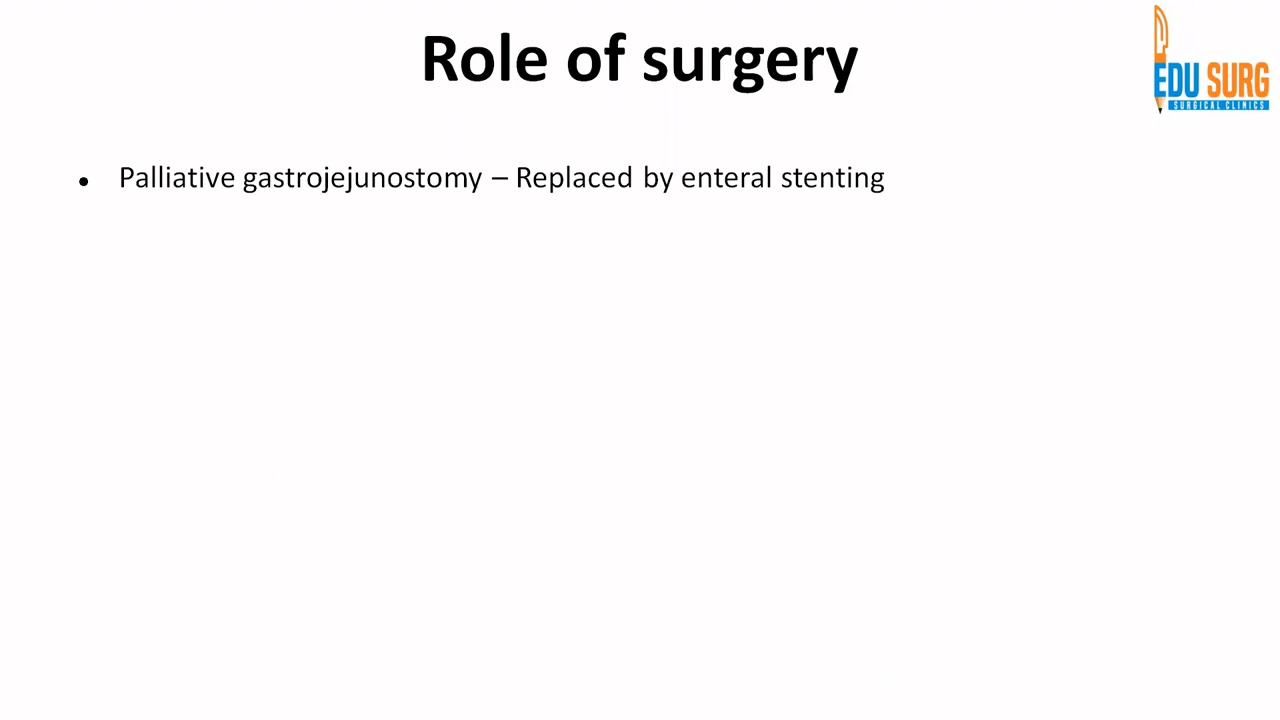 Role of surgery
EDU SURG
SURGICAL CLINICS
• Palliative gastrojejunostomy – Replaced by enteral stenting